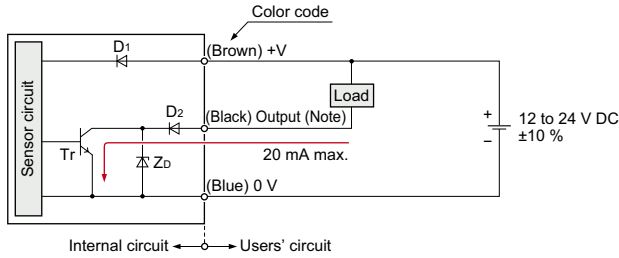 Color code
D1
(Brown) +V
Sensor circuit
Load
D2
(Black) Output (Note)
+
12 to 24 V DC
−
±10 %
Tr
ZD
20 mA max.
(Blue) 0 V
Internal circuit
Users' circuit